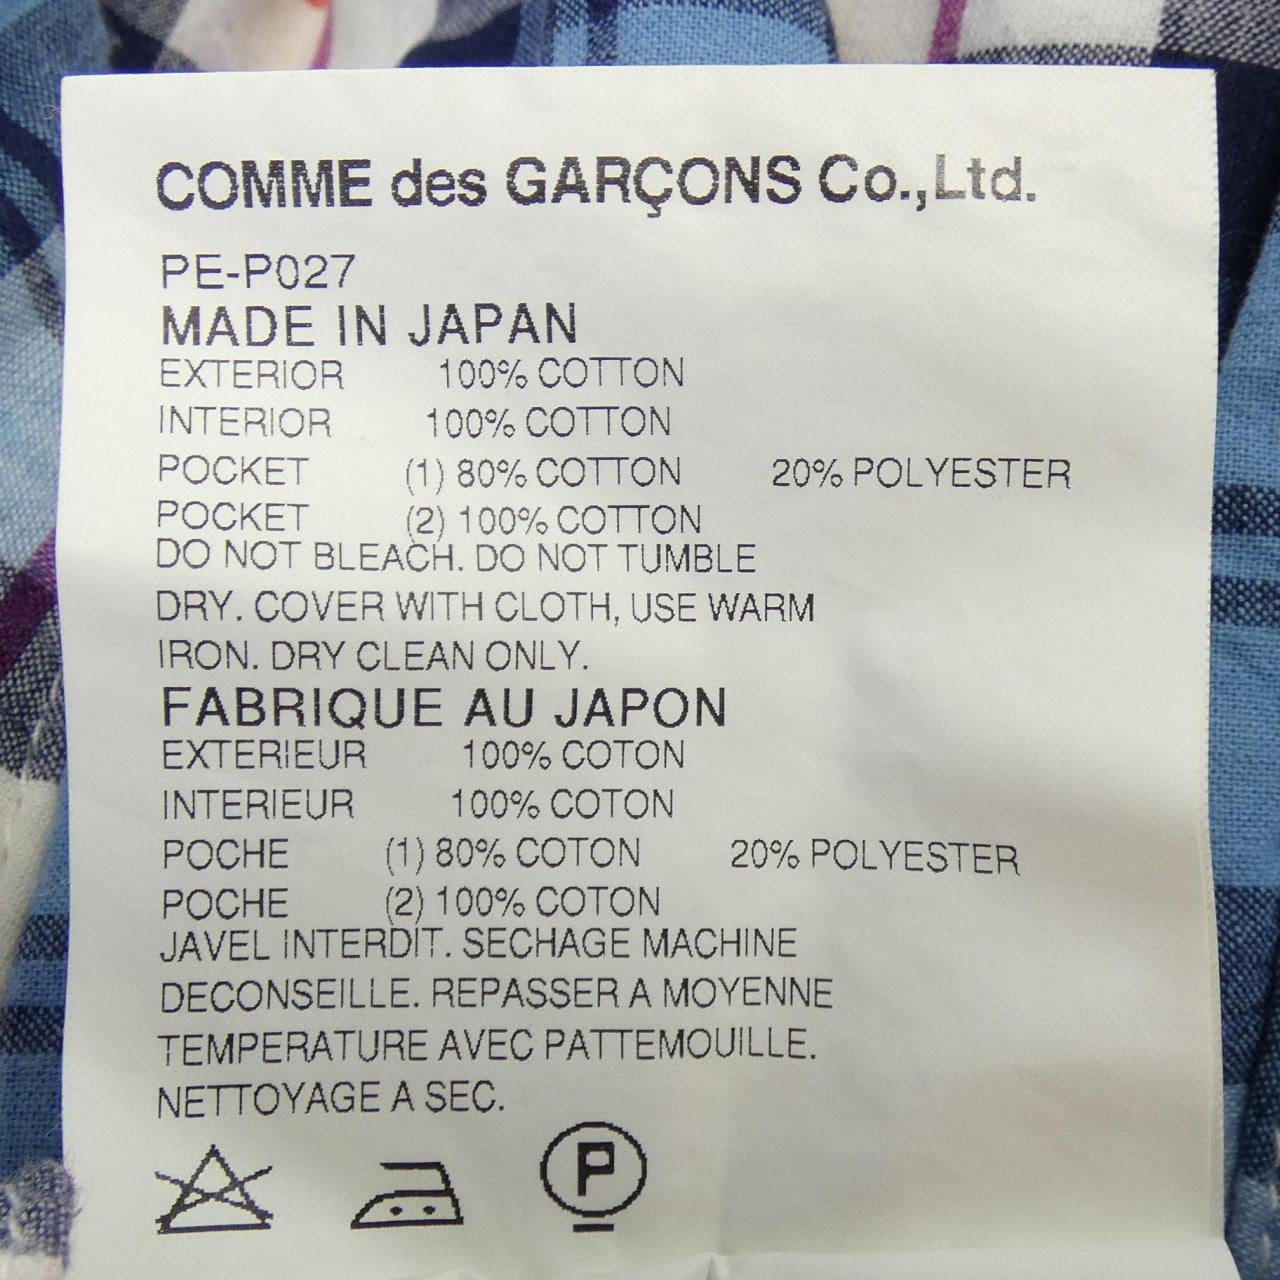 COMME des GARÇONS Co.,Ltd.
PE-P027
MADE IN JAPAN
EXTERIOR 100% COTTON
INTERIOR 100% COTTON
POCKET (1) 80% COTTON 20% POLYESTER
POCKET (2) 100% COTTON
DO NOT BLEACH. DO NOT TUMBLE
DRY. COVER WITH CLOTH, USE WARM
IRON. DRY CLEAN ONLY.
FABRIQUE AU JAPON
EXTERIEUR 100% COTON
INTERIEUR 100% COTON
POCHE (1) 80% COTON 20% POLYESTER
POCHE (2) 100% COTON
JAVEL INTERDIT. SECHAGE MACHINE
DECONSEILLE. REPASSER A MOYENNE
TEMPERATURE AVEC PATTEMOUILLE.
NETTOYAGE A SEC.
P